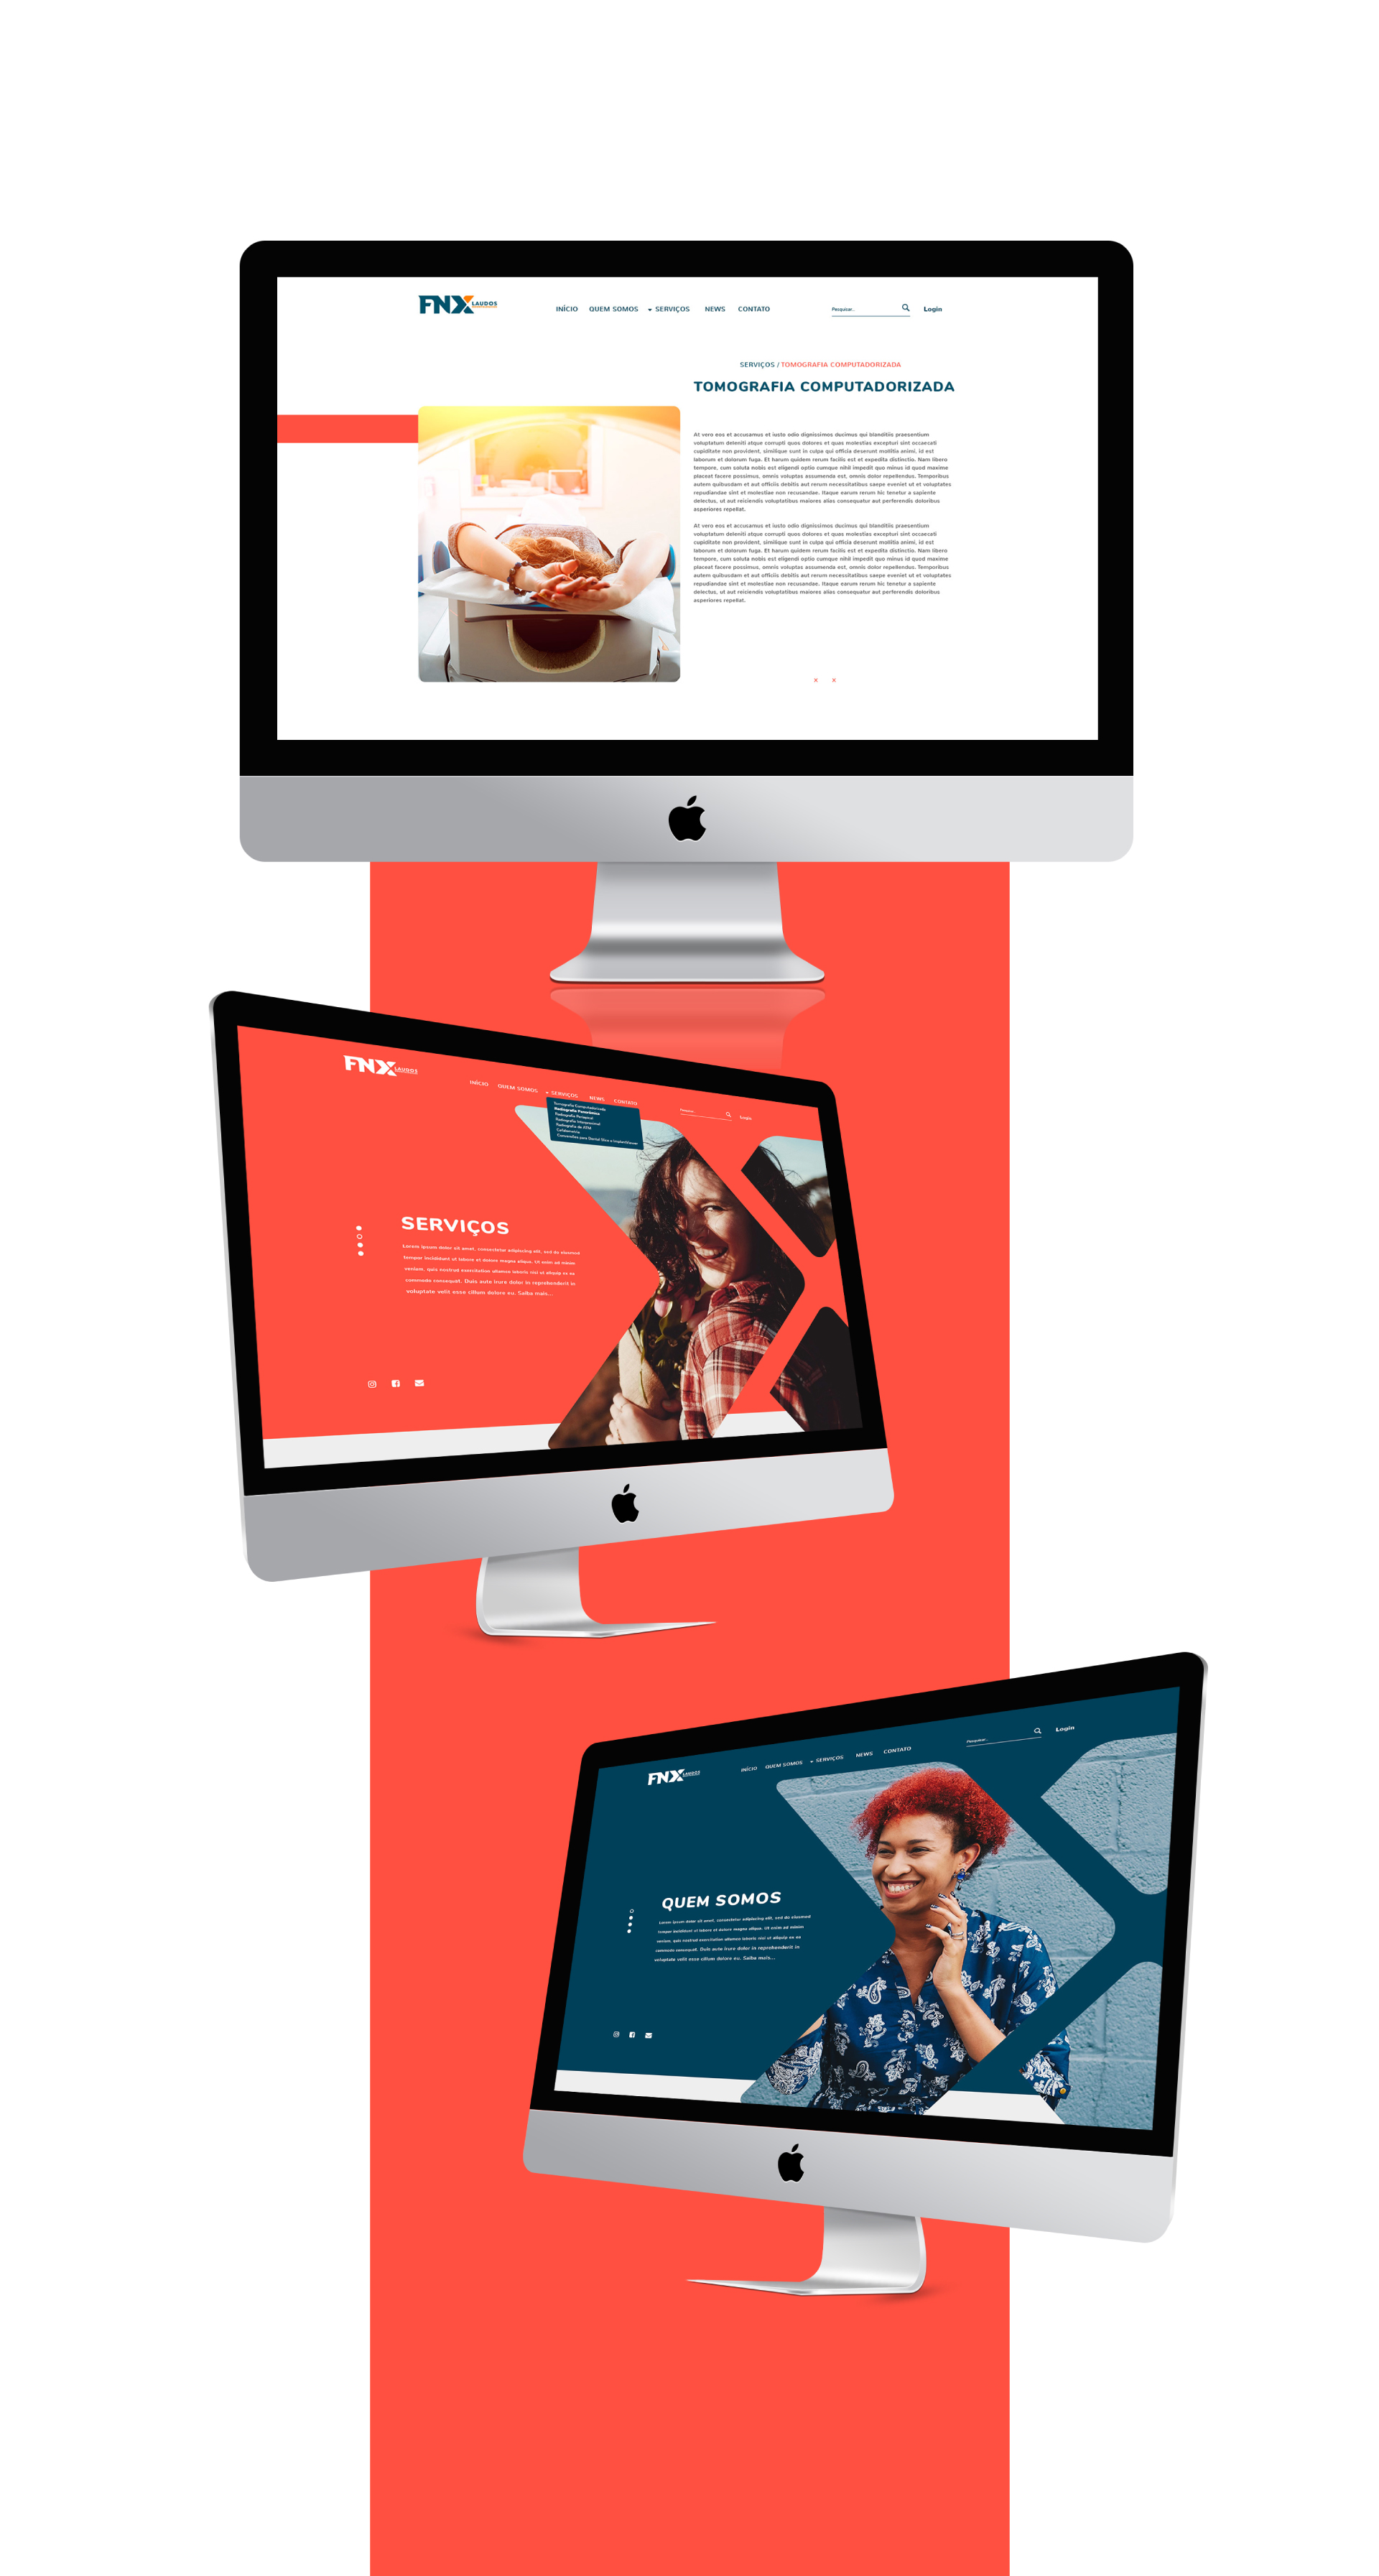 FNX LAUDOS
INÍCIO QUEM SOMOS SERVIÇOS NEWS CONTATO
Pesquisar... Login
SERVIÇOS / TOMOGRAFIA COMPUTADORIZADA
TOMOGRAFIA COMPUTADORIZADA
At vero eos et accusamus et iusto odio dignissimos ducimus qui blanditiis praesentium
voluptatum deleniti atque corrupti quos dolores et quas molestias excepturi sint occaecati
cupiditate non provident, similique sunt in culpa qui officia deserunt mollitia animi, id est
laborum et dolorum fuga. Et harum quidem rerum facilis est et expedita distinctio. Nam libero
tempore, cum soluta nobis est eligendi optio cumque nihil impedit quo minus id quod maxime
placeat facere possimus, omnis voluptas assumenda est, omnis dolor repellendus. Temporibus
autem quibusdam et aut officiis debitis aut rerum necessitatibus saepe eveniet ut et voluptates
repudiandae sint et molestiae non recusandae. Itaque earum rerum hic tenetur a sapiente
delectus, ut aut reiciendis voluptatibus maiores alias consequatur aut perferendis doloribus
asperiores repellat.
At vero eos et accusamus et iusto odio dignissimos ducimus qui blanditiis praesentium
voluptatum deleniti atque corrupti quos dolores et quas molestias excepturi sint occaecati
cupiditate non provident, similique sunt in culpa qui officia deserunt mollitia animi, id est
laborum et dolorum fuga. Et harum quidem rerum facilis est et expedita distinctio. Nam libero
tempore, cum soluta nobis est eligendi optio cumque nihil impedit quo minus id quod maxime
placeat facere possimus, omnis voluptas assumenda est, omnis dolor repellendus. Temporibus
autem quibusdam et aut officiis debitis aut rerum necessitatibus saepe eveniet ut et voluptates
repudiandae sint et molestiae non recusandae. Itaque earum rerum hic tenetur a sapiente
delectus, ut aut reiciendis voluptatibus maiores alias consequatur aut perferendis doloribus
asperiores repellat.
x x
FNX LAUDOS
INÍCIO QUEM SOMOS SERVIÇOS NEWS CONTATO
Pesquisar... Login
Tomografia Computadorizada
Radiografia Panorâmica
Radiografia Periapical
Radiografia Interproximal
Radiografia de ATM
Cefalometria
Conversões para Dental Slice e ImplantViewer
SERVIÇOS
Lorem ipsum dolor sit amet, consectetur adipiscing elit, sed do eiusmod
tempor incididunt ut labore et dolore magna aliqua. Ut enim ad minim
veniam, quis nostrud exercitation ullamco laboris nisi ut aliquip ex ea
commodo consequat. Duis aute irure dolor in reprehenderit in
voluptate velit esse cillum dolore eu. Saiba mais...
FNX LAUDOS
INÍCIO QUEM SOMOS SERVIÇOS NEWS CONTATO
Pesquisar... Login
QUEM SOMOS
Lorem ipsum dolor sit amet, consectetur adipiscing elit, sed do eiusmod
tempor incididunt ut labore et dolore magna aliqua. Ut enim ad minim
veniam, quis nostrud exercitation ullamco laboris nisi ut aliquip ex ea
commodo consequat. Duis aute irure dolor in reprehenderit in
voluptate velit esse cillum dolore eu. Saiba mais...